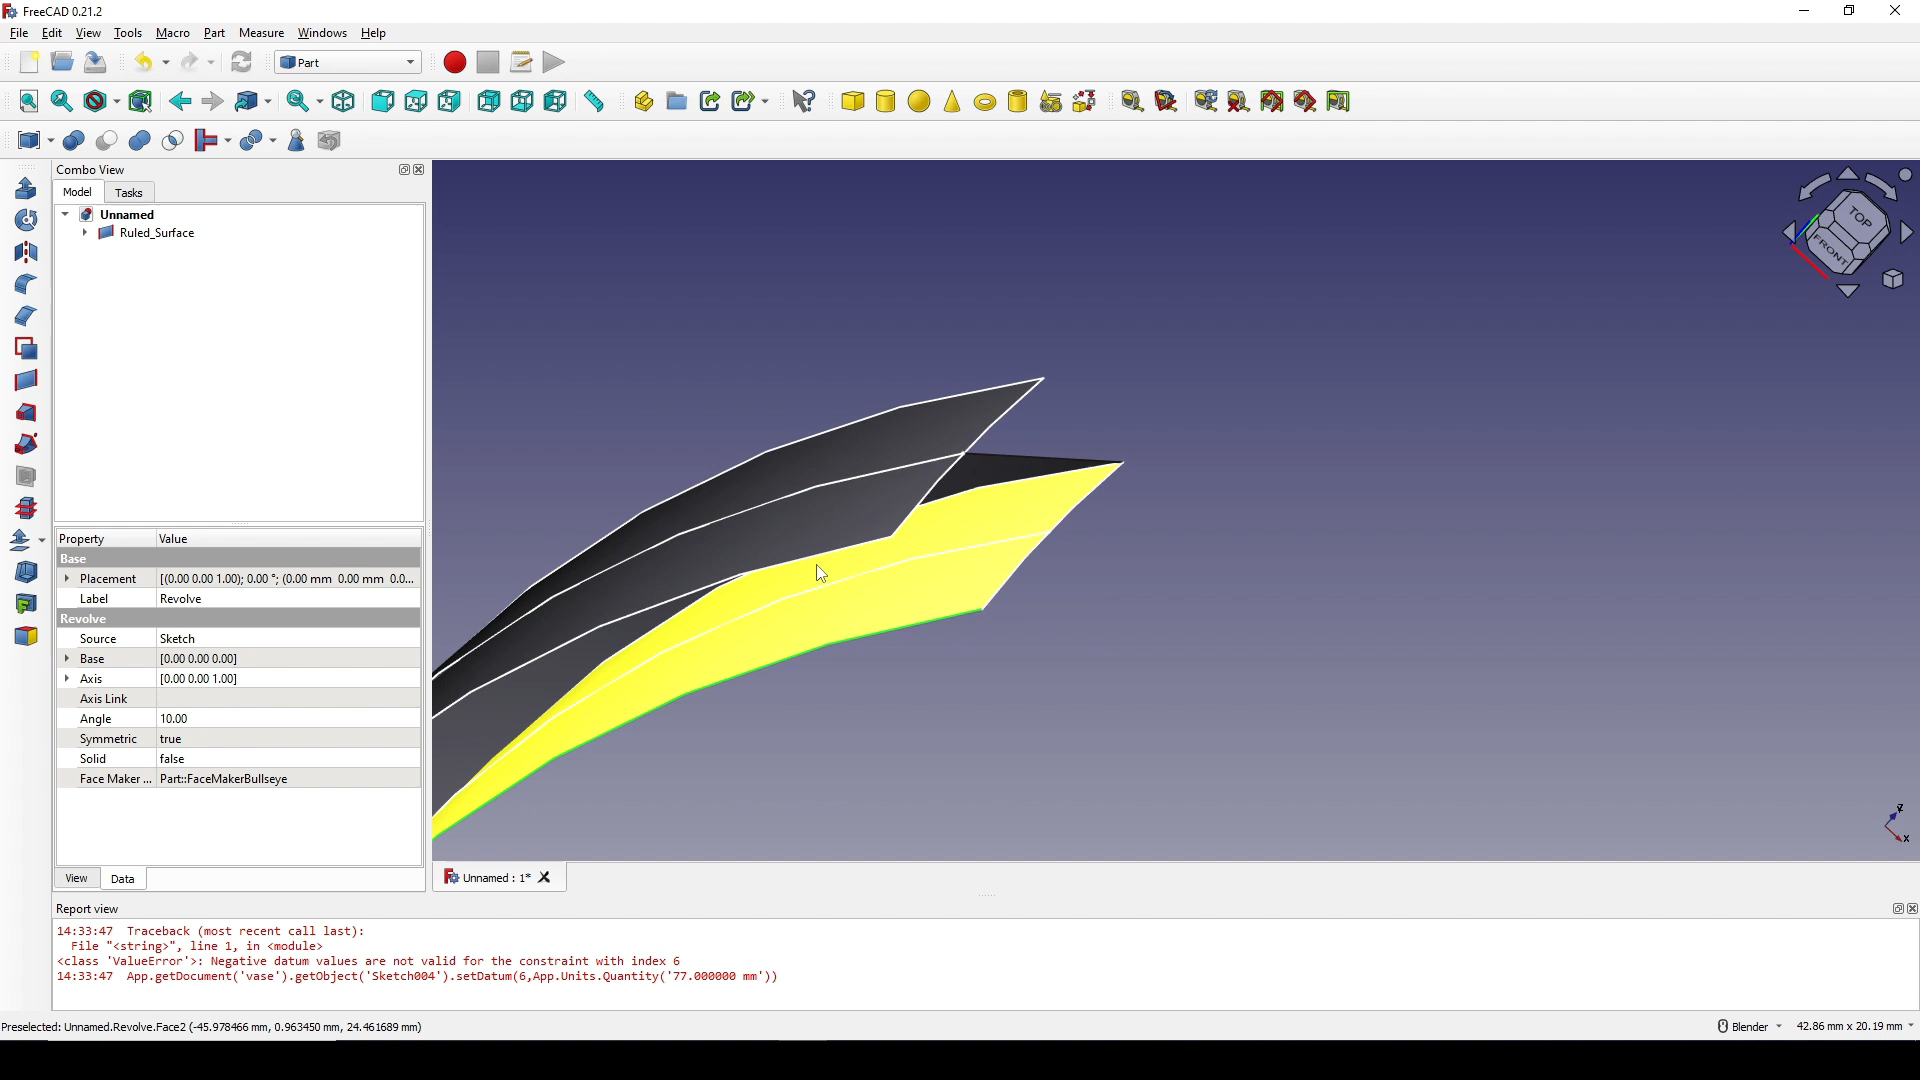 FreeCAD 0.21.2
File Edit View Tools Macro Part Measure Windows Help
Part
Combo View
Model Tasks
Unnamed
Ruled_Surface
Property Value
Base
Placement [(0.00 0.00 1.00); 0.00 °; (0.00 mm 0.00 mm 0.0...
Label Revolve
Revolve
Source Sketch
Base [0.00 0.00 0.00]
Axis [0.00 0.00 1.00]
Axis Link
Angle 10.00
Symmetric true
Solid false
Face Maker ... Part::FaceMakerBullseye
View Data
TOP
FRONT
Z
X
Unnamed : 1*
Report view
14:33:47 Traceback (most recent call last):
File "<string>", line 1, in <module>
<class 'ValueError'>: Negative datum values are not valid for the constraint with index 6
14:33:47 App.getDocument('vase').getObject('Sketch004').setDatum(6,App.Units.Quantity('77.000000 mm'))
Preselected: Unnamed.Revolve.Face2 (-45.978466 mm, 0.963450 mm, 24.461689 mm)
Blender 42.86 mm x 20.19 mm